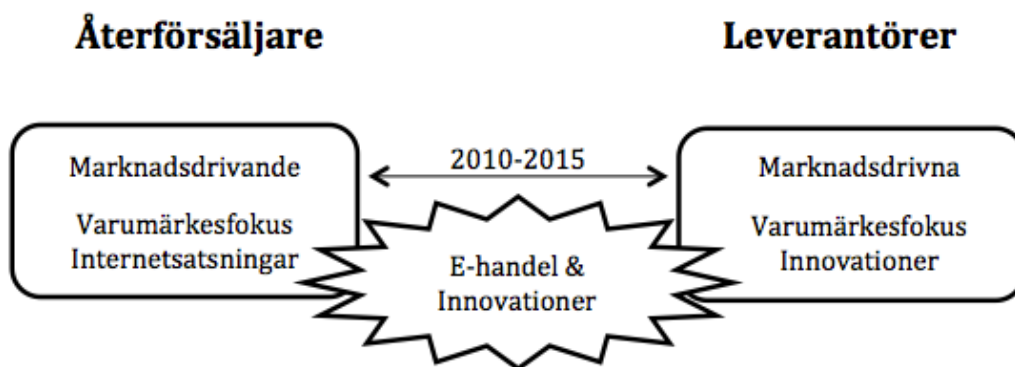 Återförsäljare
Leverantörer
Marknadsdrivande
Varumärkesfokus
Internetsatsningar
2010-2015
E-handel &
Innovationer
Marknadsdrivna
Varumärkesfokus
Innovationer